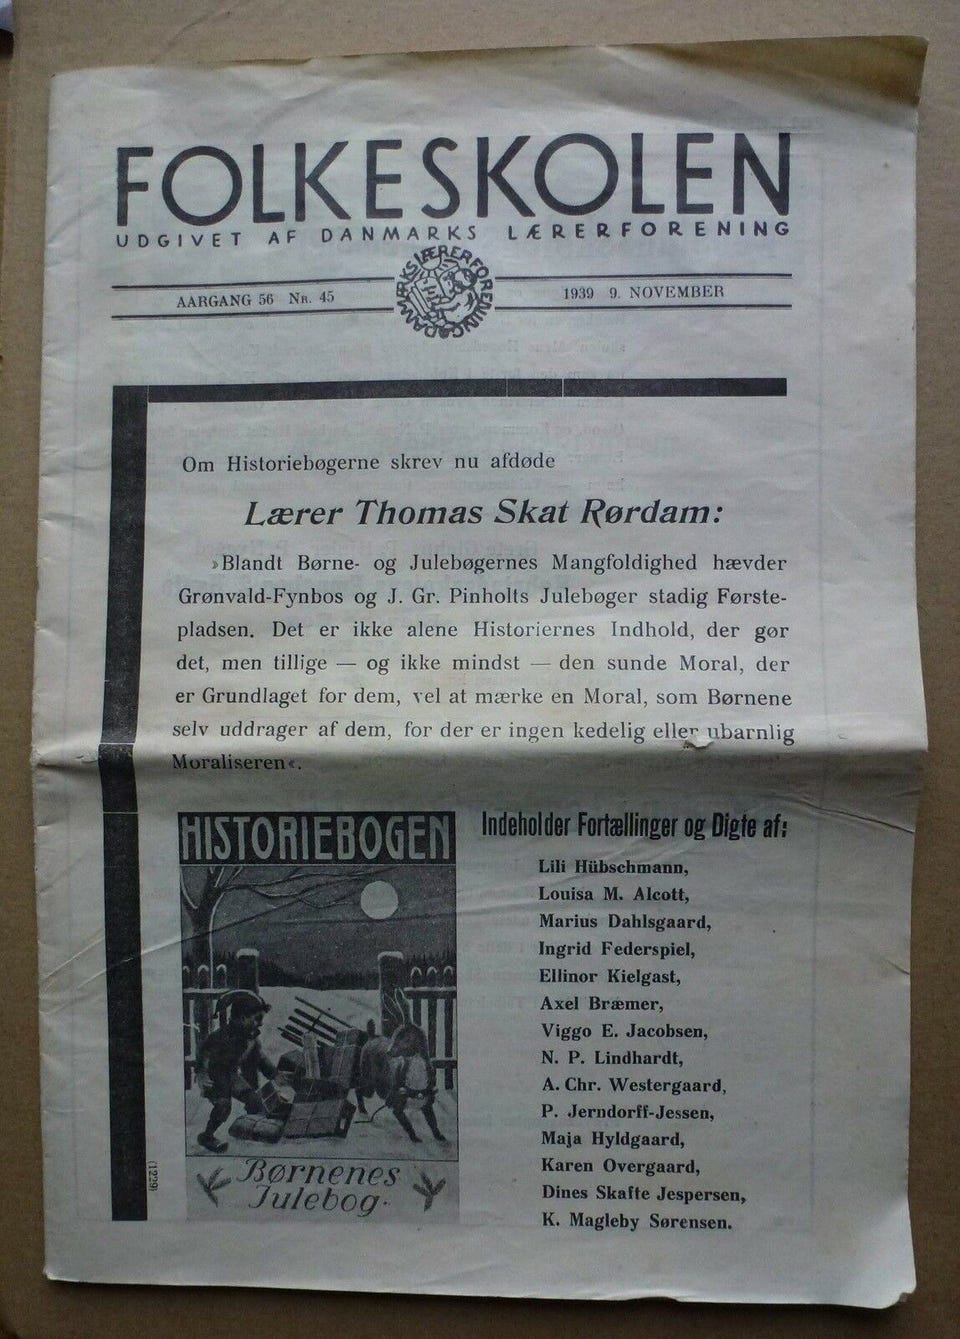 FOLKESKOLEN
UDGIVET AF DANMARKS LÆRERFORENING
DANMARKS LÆRERFORENING
AARGANG 56 NR. 45
1939 9. NOVEMBER
Om Historiebøgerne skrev nu afdøde
Lærer Thomas Skat Rørdam:
»Blandt Børne- og Julebøgernes Mangfoldighed hævder
Grønvald-Fynbos og J. Gr. Pinholts Julebøger stadig Første-
pladsen. Det er ikke alene Historiernes Indhold, der gør
det, men tillige — og ikke mindst — den sunde Moral, der
er Grundlaget for dem, vel at mærke en Moral, som Børnene
selv uddrager af dem, for der er ingen kedelig eller ubarnlig
Moraliseren«.
HISTORIEBOGEN
Børnenes
Julebog.
(1229)
Indeholder Fortællinger og Digte af:
Lili Hübschmann,
Louisa M. Alcott,
Marius Dahlsgaard,
Ingrid Federspiel,
Ellinor Kielgast,
Axel Bræmer,
Viggo E. Jacobsen,
N. P. Lindhardt,
A. Chr. Westergaard,
P. Jerndorff-Jessen,
Maja Hyldgaard,
Karen Overgaard,
Dines Skafte Jespersen,
K. Magleby Sørensen.